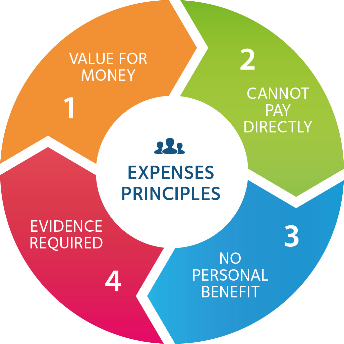 VALUE FOR
MONEY
1
2
CANNOT
PAY
DIRECTLY
EXPENSES
PRINCIPLES
3
NO
PERSONAL
BENEFIT
EVIDENCE
REQUIRED
4